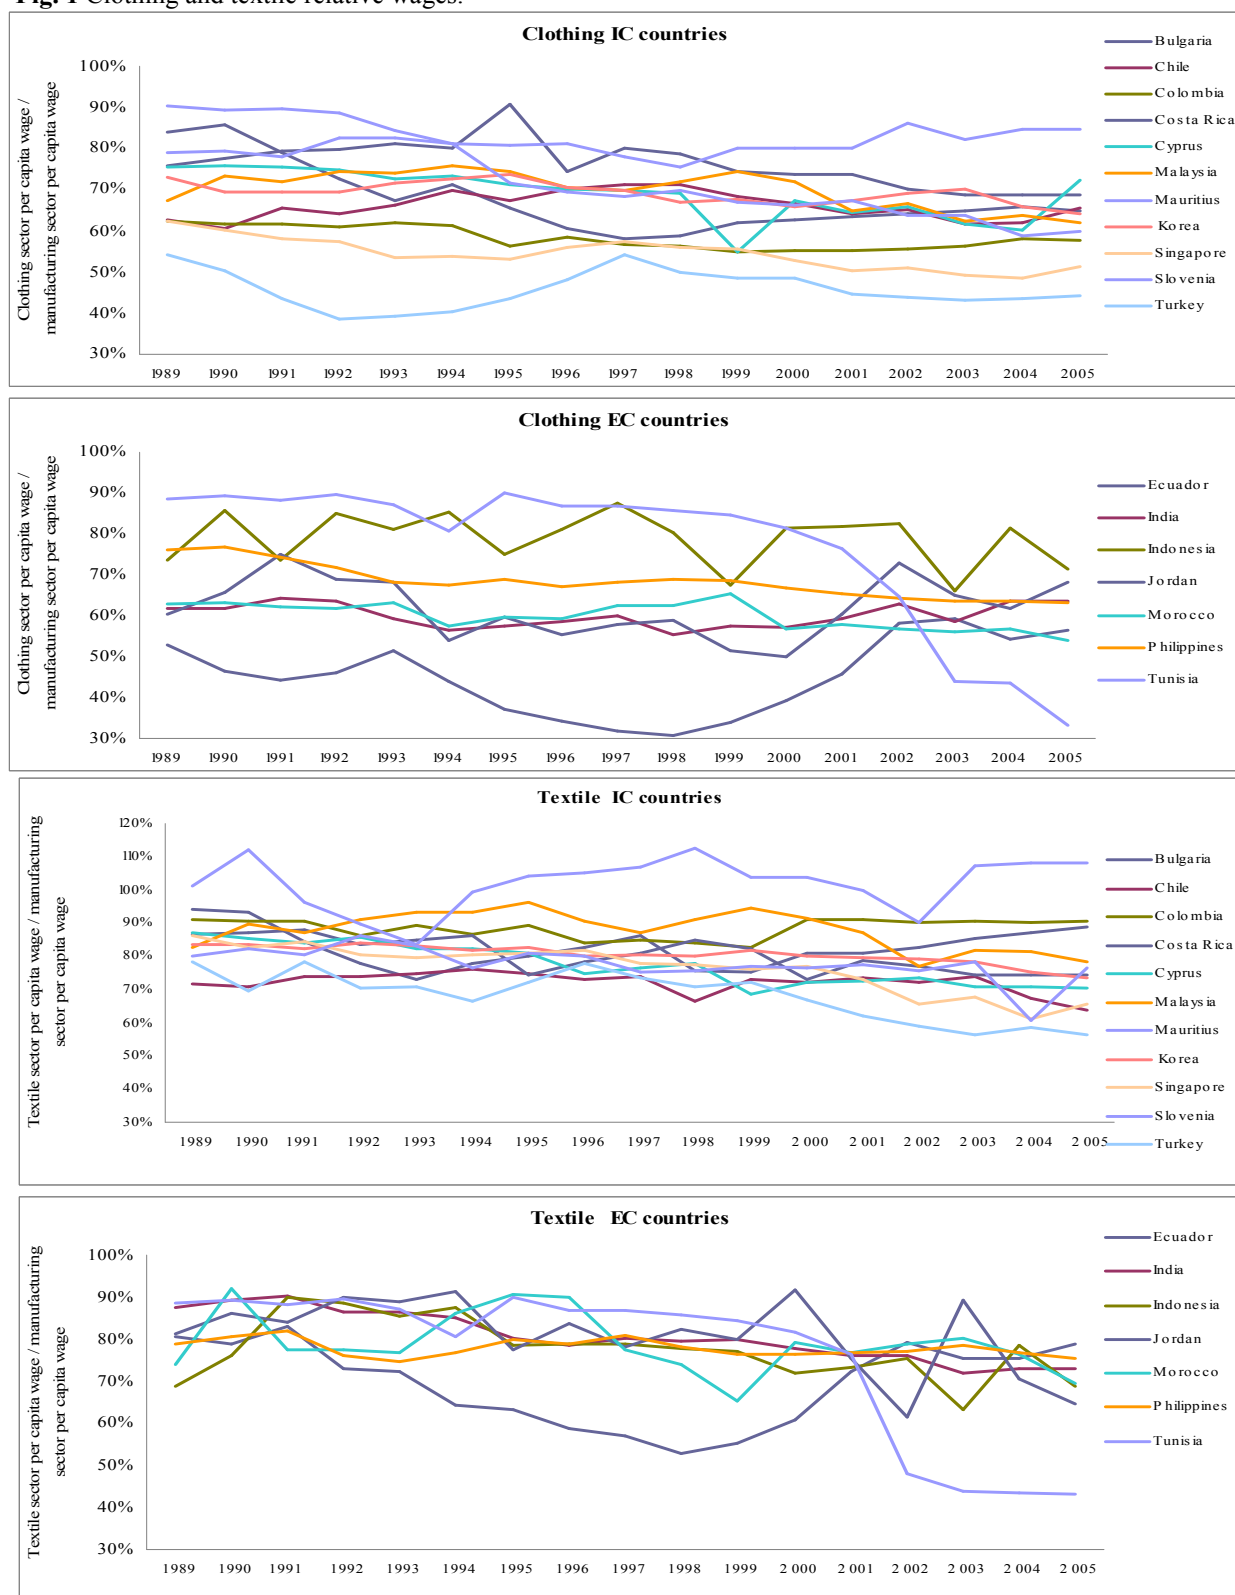 Fig. 1 Clothing and textile relative wages.
Clothing IC countries
Clothing sector per capita wage /
manufacturing sector per capita wage
100%
90%
80%
70%
60%
50%
40%
30%
1989 1990 1991 1992 1993 1994 1995 1996 1997 1998 1999 2000 2001 2002 2003 2004 2005
Bulgaria
Chile
Colombia
Costa Rica
Cyprus
Malaysia
Mauritius
Korea
Singapore
Slovenia
Turkey
Clothing EC countries
Clothing sector per capita wage /
manufacturing sector per capita wage
100%
90%
80%
70%
60%
50%
40%
30%
1989 1990 1991 1992 1993 1994 1995 1996 1997 1998 1999 2000 2001 2002 2003 2004 2005
Ecuador
India
Indonesia
Jordan
Morocco
Philippines
Tunisia
Textile IC countries
Textile sector per capita wage / manufacturing
sector per capita wage
120%
110%
100%
90%
80%
70%
60%
50%
40%
30%
1989 1990 1991 1992 1993 1994 1995 1996 1997 1998 1999 2000 2001 2002 2003 2004 2005
Bulgaria
Chile
Colombia
Costa Rica
Cyprus
Malaysia
Mauritius
Korea
Singapore
Slovenia
Turkey
Textile EC countries
Textile sector per capita wage / manufacturing
sector per capita wage
100%
90%
80%
70%
60%
50%
40%
30%
1989 1990 1991 1992 1993 1994 1995 1996 1997 1998 1999 2000 2001 2002 2003 2004 2005
Ecuador
India
Indonesia
Jordan
Morocco
Philippines
Tunisia